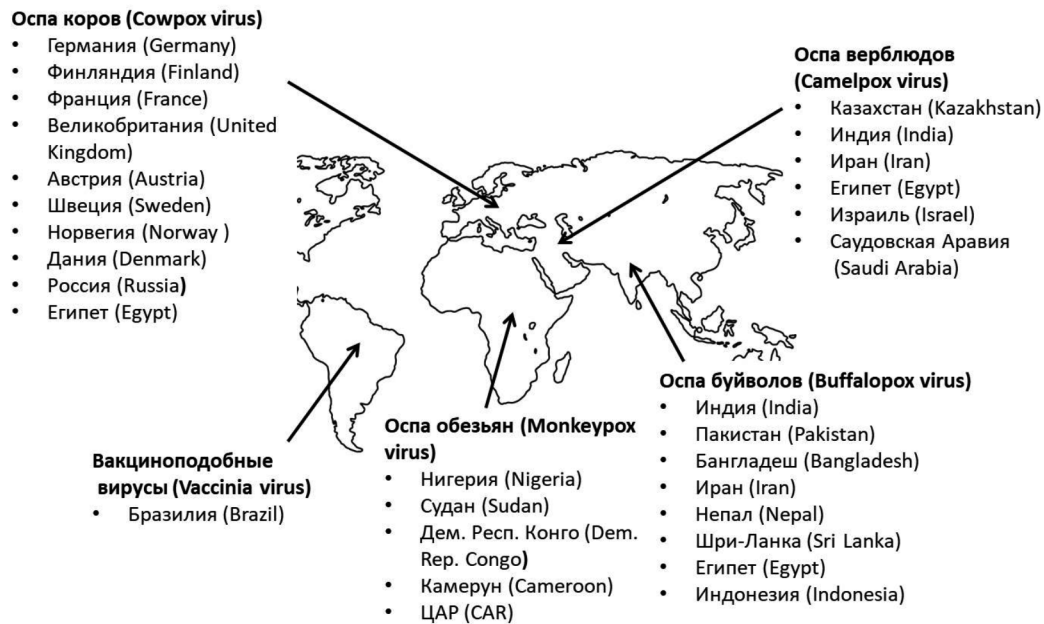 Оспа коров (Cowpox virus)
• Германия (Germany)
• Финляндия (Finland)
• Франция (France)
• Великобритания (United
Kingdom)
• Австрия (Austria)
• Швеция (Sweden)
• Норвегия (Norway )
• Дания (Denmark)
• Россия (Russia)
• Египет (Egypt)
Оспа верблюдов
(Camelpox virus)
• Казахстан (Kazakhstan)
• Индия (India)
• Иран (Iran)
• Египет (Egypt)
• Израиль (Israel)
• Саудовская Аравия
(Saudi Arabia)
Вакциноподобные
вирусы (Vaccinia virus)
• Бразилия (Brazil)
Оспа обезьян (Monkeypox
virus)
• Нигерия (Nigeria)
• Судан (Sudan)
• Дем. Респ. Конго (Dem.
Rep. Congo)
• Камерун (Cameroon)
• ЦАР (CAR)
Оспа буйволов (Buffalopox virus)
• Индия (India)
• Пакистан (Pakistan)
• Бангладеш (Bangladesh)
• Иран (Iran)
• Непал (Nepal)
• Шри-Ланка (Sri Lanka)
• Египет (Egypt)
• Индонезия (Indonesia)